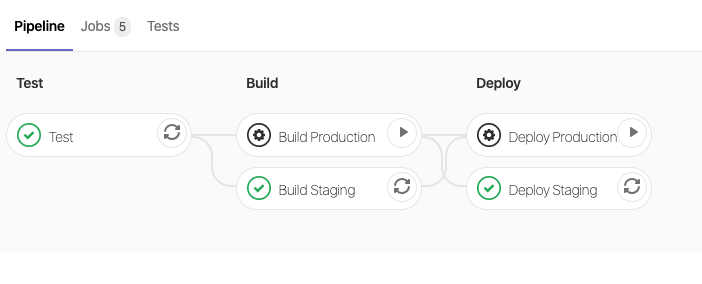 Pipeline Jobs 5 Tests
Test Build Deploy
Test Build Production Deploy Production
Build Staging Deploy Staging